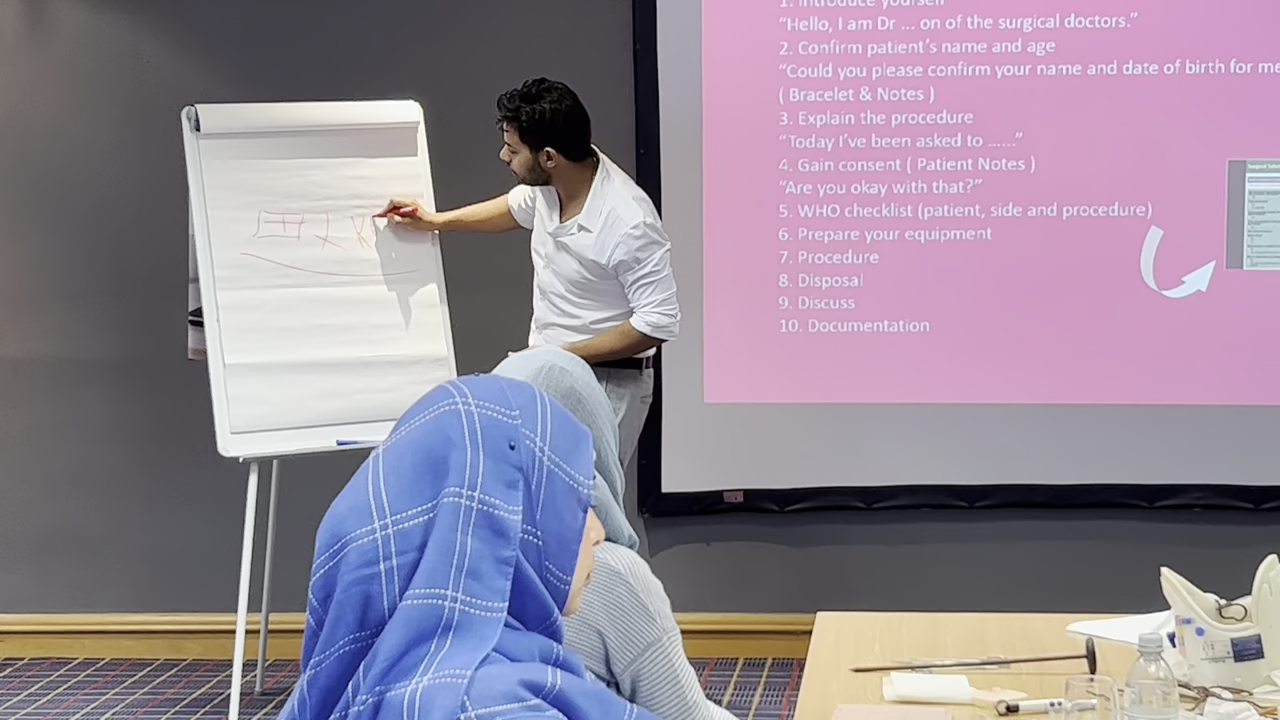 1. Introduce yourself
“Hello, I am Dr ... on of the surgical doctors.”
2. Confirm patient’s name and age
“Could you please confirm your name and date of birth for me
( Bracelet & Notes )
3. Explain the procedure
“Today I’ve been asked to ......”
4. Gain consent ( Patient Notes )
“Are you okay with that?”
5. WHO checklist (patient, side and procedure)
6. Prepare your equipment
7. Procedure
8. Disposal
9. Discuss
10. Documentation